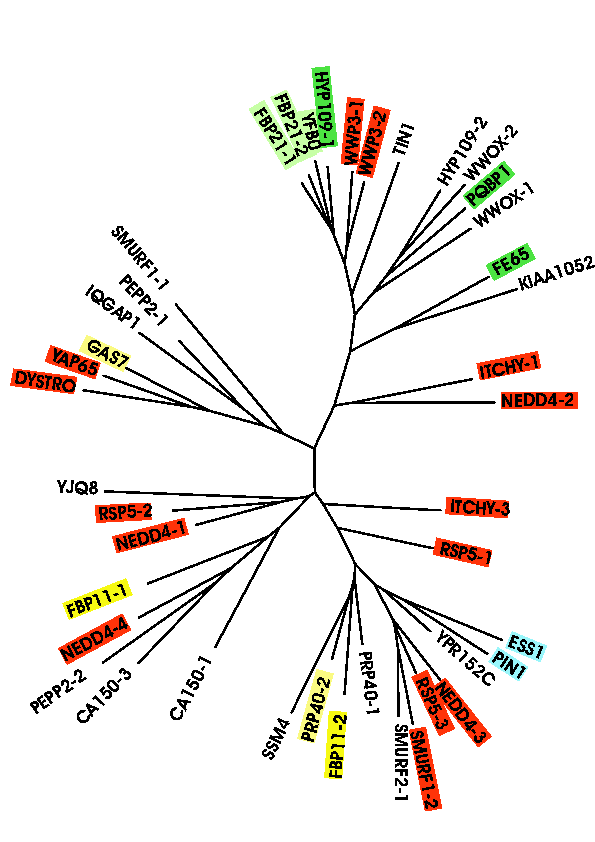 FBP21-1
FBP21-2
YFB0
HYP109-1
WWP3-1
WWP3-2
TIN1
HYP109-2
WWOX-2
PQBP1
WWOX-1
FE65
KIAA1052
ITCHY-1
NEDD4-2
SMURF1-1
PEPP2-1
IQGAP1
GAS7
YAP65
DYSTRO
YJQ8
RSP5-2
NEDD4-1
FBP11-1
NEDD4-4
PEPP2-2
CA150-3
CA150-1
SSM4
PRP40-2
FBP11-2
PRP40-1
SMURF2-1
SMURF1-2
RSP5-3
NEDD4-3
YPR152C
PIN1
ESS1
RSP5-1
ITCHY-3